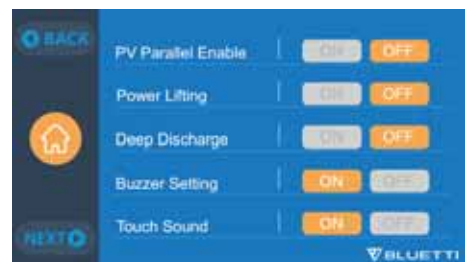 BACK
PV Parallel Enable ON OFF
Power Lifting ON OFF
Deep Discharge ON OFF
Buzzer Setting ON OFF
Touch Sound ON OFF
NEXT
BLUETTI